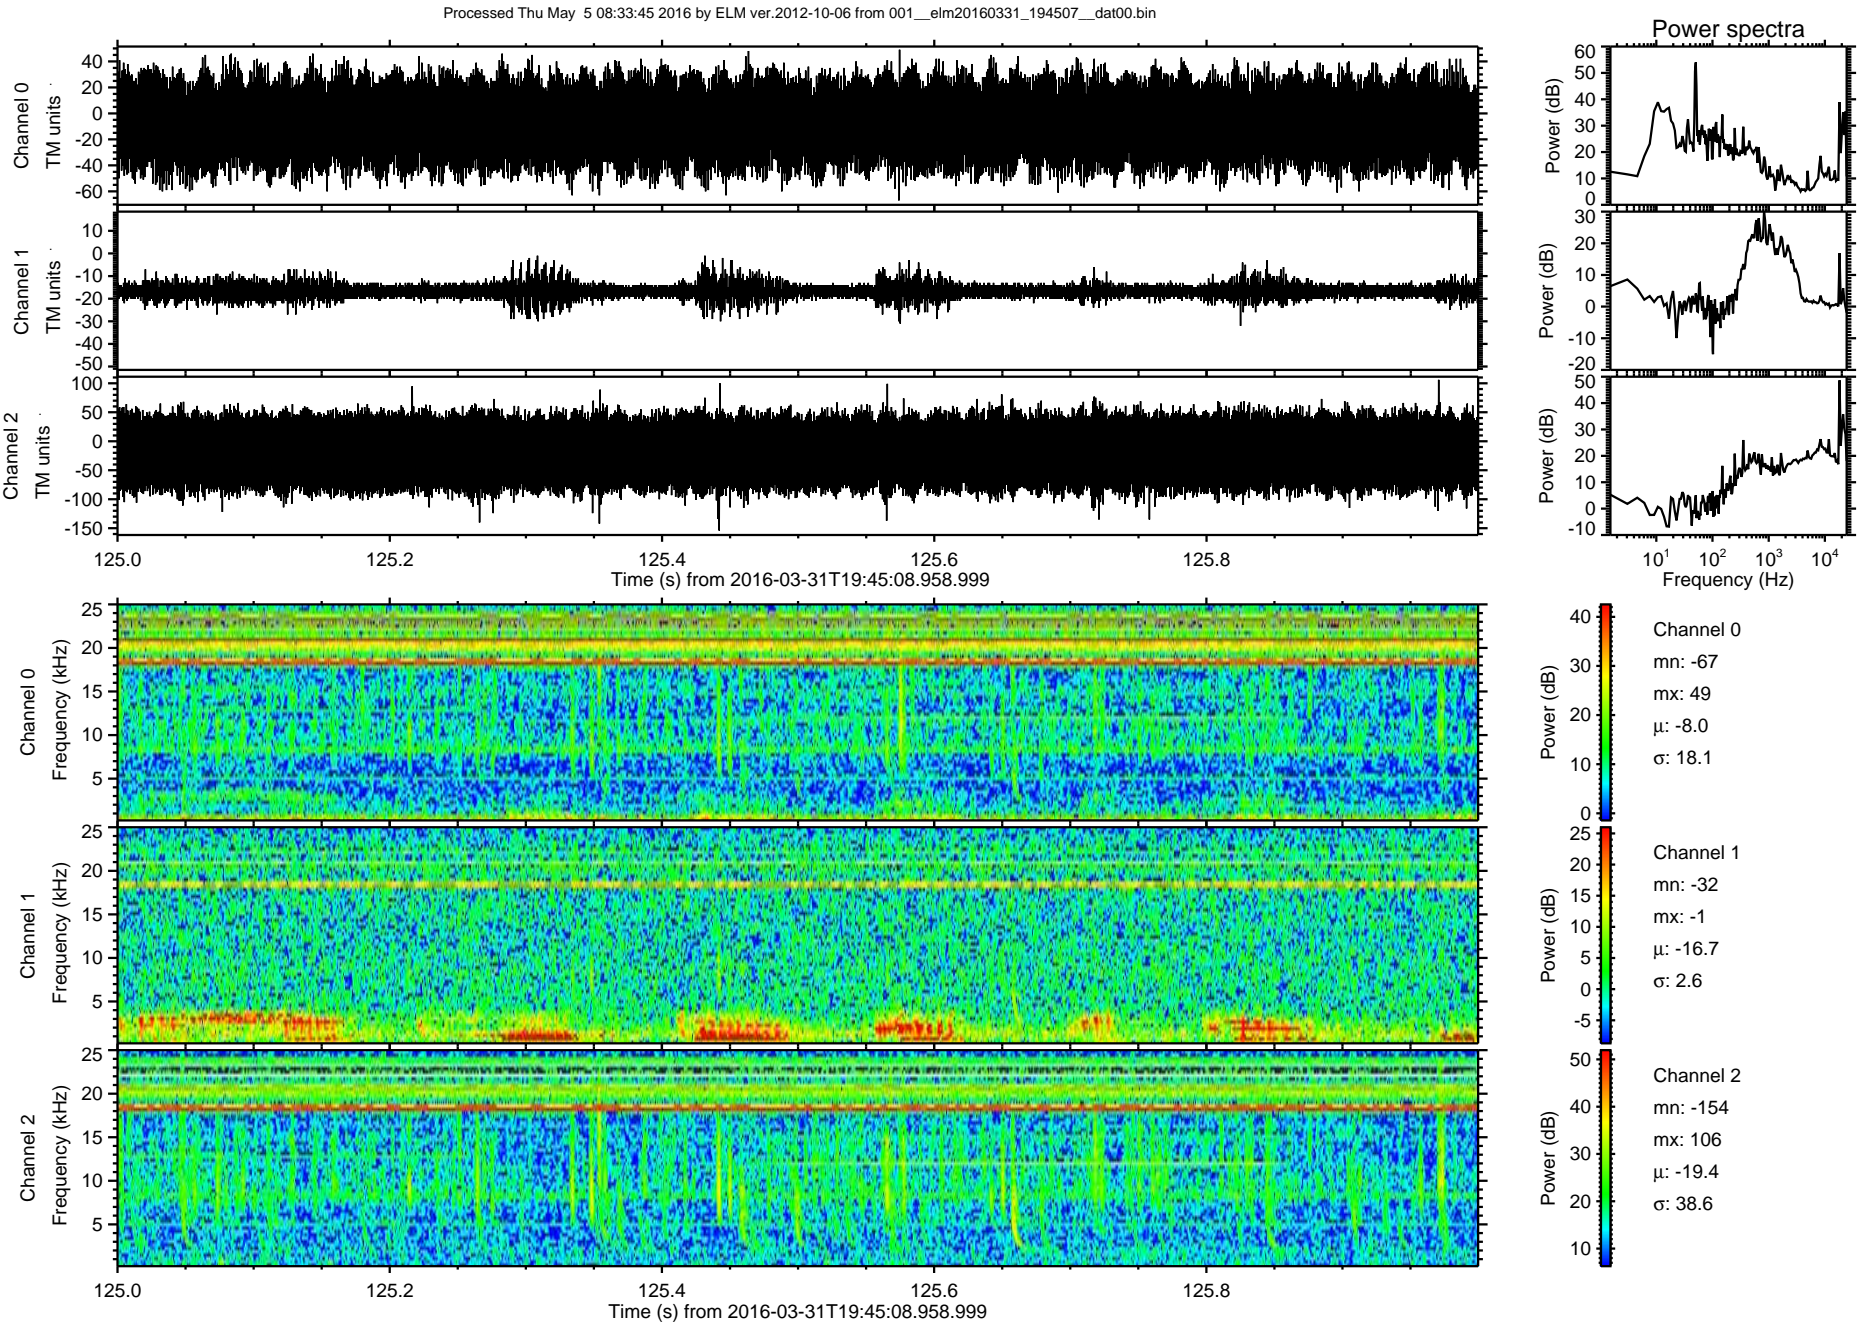 Processed Thu May  5 08:33:45 2016 by ELM ver.2012-10-06 from 001__elm20160331_194507__dat00.bin
Power spectra
Channel 0
TM units
40
20
0
-20
-40
-60
Power (dB)
60
50
40
30
20
10
0
Channel 1
TM units
10
0
-10
-20
-30
-40
-50
Power (dB)
30
20
10
0
-10
-20
Channel 2
TM units
100
50
0
-50
-100
-150
Power (dB)
50
40
30
20
10
0
-10
125.0 125.2 125.4 125.6 125.8
Time (s) from 2016-03-31T19:45:08.958.999
10^1 10^2 10^3 10^4
Frequency (Hz)
Channel 0
Frequency (kHz)
25
20
15
10
5
Power (dB)
40
30
20
10
0
Channel 0
mn: -67
mx: 49
μ: -8.0
σ: 18.1
Channel 1
Frequency (kHz)
25
20
15
10
5
Power (dB)
25
20
15
10
5
0
-5
Channel 1
mn: -32
mx: -1
μ: -16.7
σ: 2.6
Channel 2
Frequency (kHz)
25
20
15
10
5
Power (dB)
50
40
30
20
10
Channel 2
mn: -154
mx: 106
μ: -19.4
σ: 38.6
125.0 125.2 125.4 125.6 125.8
Time (s) from 2016-03-31T19:45:08.958.999